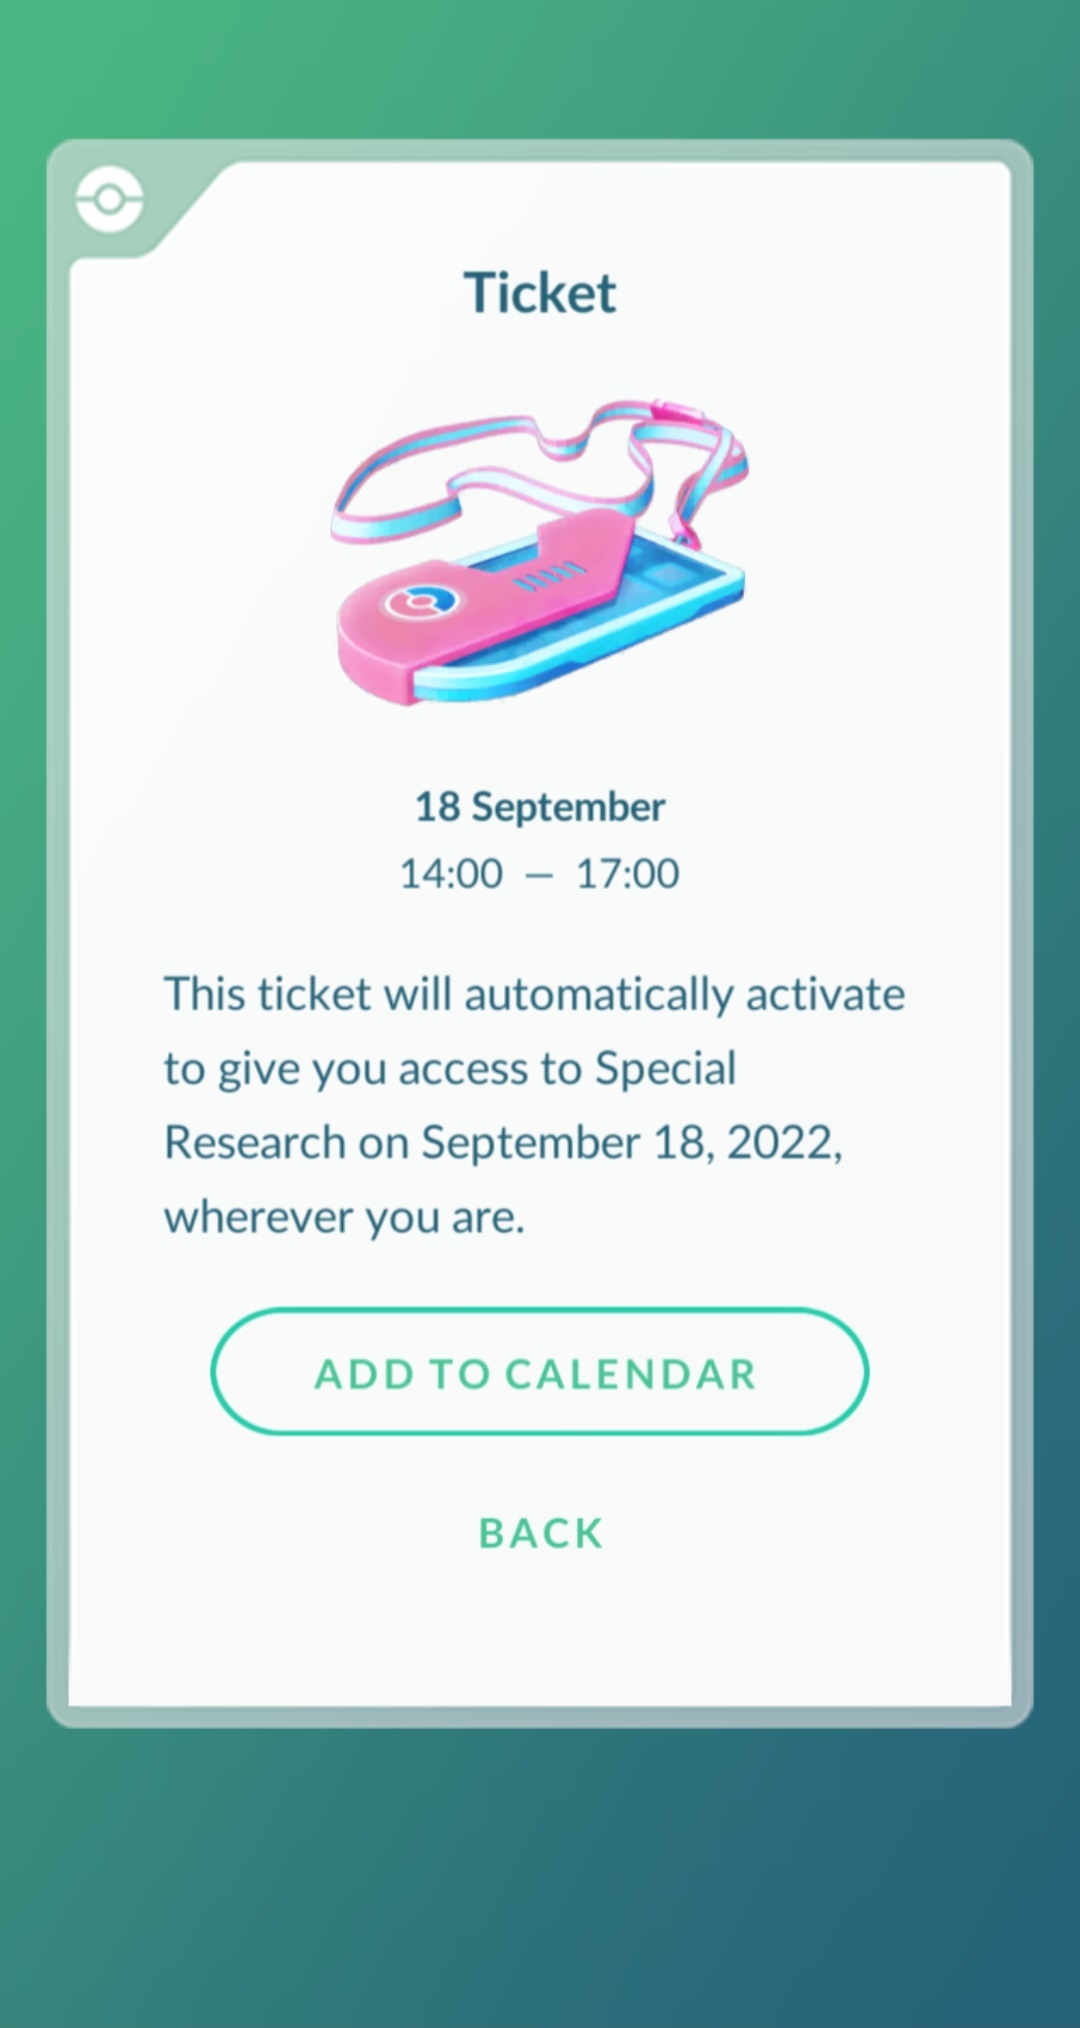 Ticket
18 September
14:00 — 17:00
This ticket will automatically activate
to give you access to Special
Research on September 18, 2022,
wherever you are.
ADD TO CALENDAR
BACK